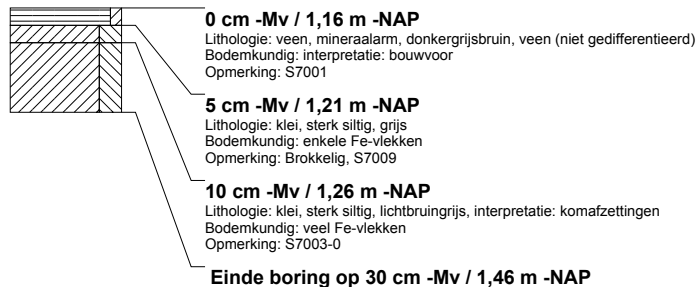 0 cm -Mv / 1,16 m -NAP
Lithologie: veen, mineraalarm, donkergrijsbruin, veen (niet gedifferentieerd)
Bodemkundig: interpretatie: bouwvoor
Opmerking: S7001
5 cm -Mv / 1,21 m -NAP
Lithologie: klei, sterk siltig, grijs
Bodemkundig: enkele Fe-vlekken
Opmerking: Brokkelig, S7009
10 cm -Mv / 1,26 m -NAP
Lithologie: klei, sterk siltig, lichtbruingrijs, interpretatie: komafzettingen
Bodemkundig: veel Fe-vlekken
Opmerking: S7003-0
Einde boring op 30 cm -Mv / 1,46 m -NAP